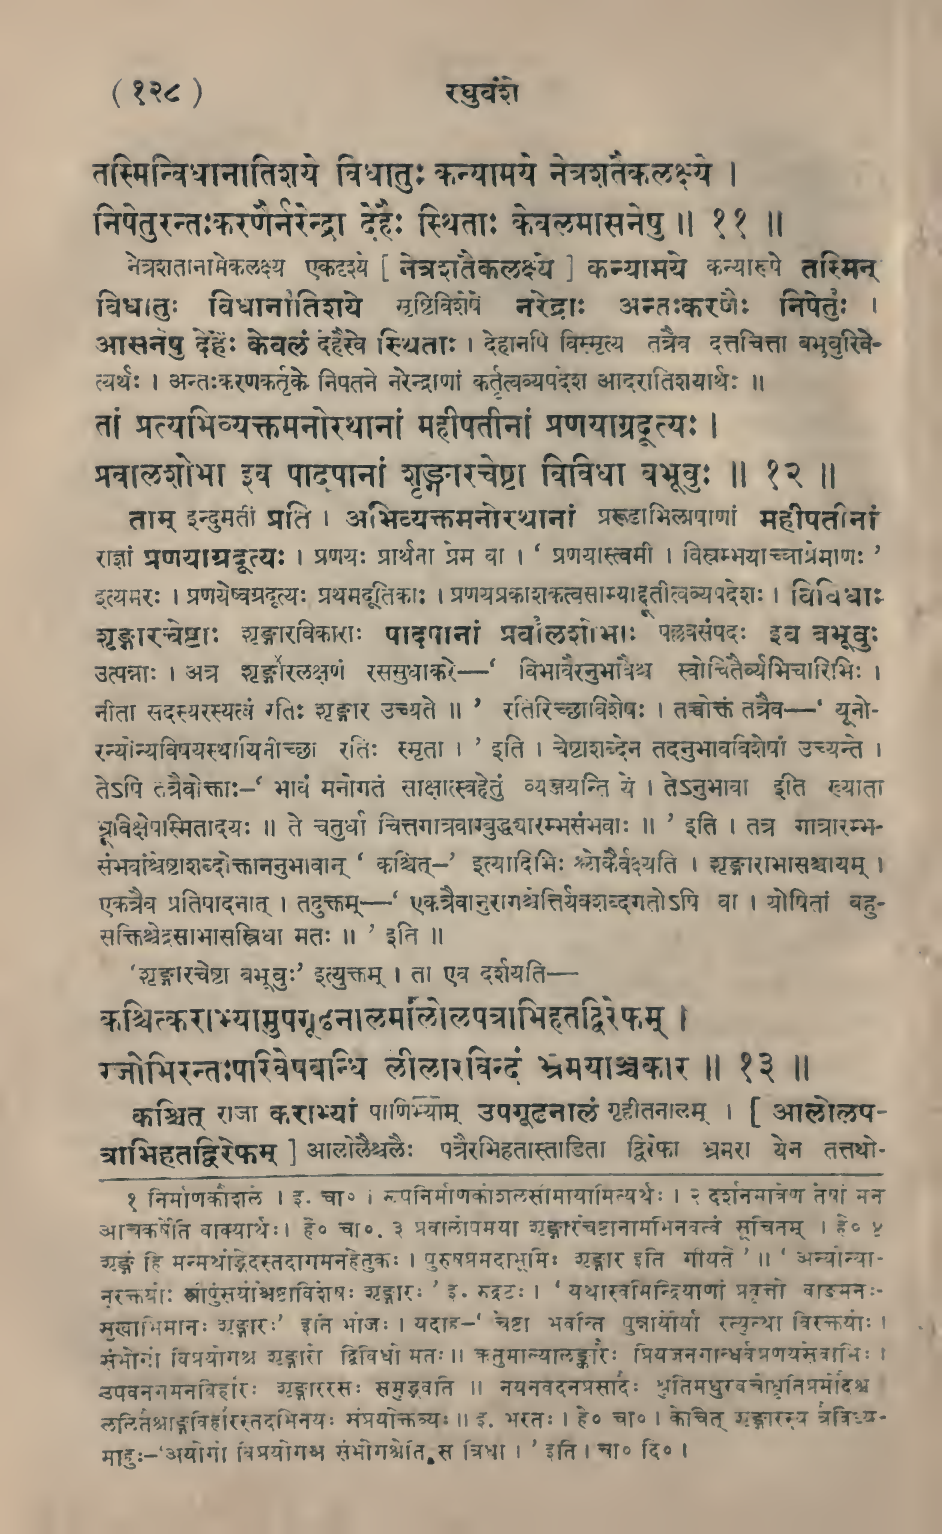 ( १२८ ) रघुवंशे
तस्मिन्विधानातिशये विधातुः कन्यामये नेत्रशतैकलक्ष्ये ।
निपेतुरन्तःकरणैर्नरेन्द्रा देहैः स्थिताः केवलमासनेषु ॥ ११ ॥
नेत्रशतानामेकलक्ष्य एकदृश्ये [ नेत्रशतैकलक्ष्ये ] कन्यामये कन्यारूपे तस्मिन्
विधातुः विधानातिशये सृष्टिविशेषे नरेंद्राः अन्तःकरणैः निपेतुः ।
आसनेषु देहैः केवलं देहैरेव स्थिताः । देहानपि विस्मृत्य तत्रैव दत्तचित्ता बभूवुरिवे-
त्यर्थः । अन्तःकरणकर्तृके निपतने नरेन्द्राणां कर्तृत्वव्यपदेश आदरातिशयार्थः ॥
तां प्रत्यभिव्यक्तमनोरथानां महीपतीनां प्रणयाग्रदूत्यः ।
प्रवालशोभा इव पादपानां शृङ्गारचेष्टा विविधा बभूवुः ॥ १२ ॥
ताम् इन्दुमतीं प्रति । अभिव्यक्तमनोरथानां प्ररूढाभिलाषाणां महीपतीनां
राज्ञां प्रणयाग्रदूत्यः । प्रणयः प्रार्थना प्रेम वा । ‘ प्रणयास्त्वमी । विस्रम्भयाच्ञाप्रेमाणः ’
इत्यमरः । प्रणयेष्वग्रदूत्यः प्रथमदूतिकाः । प्रणयप्रकाशकत्वसाम्याद्दूतीत्वव्यपदेशः । विविधाः
शृङ्गारचेष्टाः शृङ्गारविकाराः पादपानां प्रवालशोभाः पल्लवसंपदः इव बभूवुः
उत्पन्नाः । अत्र शृङ्गारलक्षणं रससुधाकरे—‘ विभावैरनुभावैश्च स्वोचितैर्व्यभिचारिभिः ।
नीता सदस्यरस्यत्वं रतिः शृङ्गार उच्यते ॥ ’ रतिरिच्छाविशेषः । तच्चोक्तं तत्रैव—‘ यूनो-
रन्योन्यविषयस्थायिनीच्छा रतिः स्मृता । ’ इति । चेष्टाशब्देन तदनुभावविशेषा उच्यन्ते ।
तेऽपि तत्रैवोक्ताः–‘ भावं मनोगतं साक्षात्स्वहेतुं व्यञ्जयन्ति ये । तेऽनुभावा इति ख्याता
भ्रूविक्षेपस्मितादयः ॥ ते चतुर्धा चित्तगात्रवाग्बुद्ध्यारम्भसंभवाः ॥ ’ इति । तत्र गात्रारम्भ-
संभवांश्चेष्टाशब्दोक्ताननुभावान् ‘ कश्चित्–’ इत्यादिभिः श्लोकैर्वक्ष्यति । शृङ्गाराभासश्चायम् ।
एकत्रैव प्रतिपादनात् । तदुक्तम्—‘ एकत्रैवानुरागश्चेत्तिर्यक्शब्दगतोऽपि वा । योषितां बहु-
सक्तिश्चेद्रसाभासस्त्रिधा मतः ॥ ’ इति ॥
‘शृङ्गारचेष्टा बभूवुः’ इत्युक्तम् । ता एव दर्शयति—
कश्चित्कराभ्यामुपगूढनालमालोलपत्राभिहतद्विरेफम् ।
रजोभिरन्तःपरिवेषबन्धि लीलारविन्दं भ्रमयाञ्चकार ॥ १३ ॥
कश्चित् राजा कराभ्यां पाणिभ्याम् उपगूढनालं गृहीतनालम् । [ आलोलप-
त्राभिहतद्विरेफम् ] आलोलैश्चलैः पत्रैरभिहतास्ताडिता द्विरेफा भ्रमरा येन तत्तथो-
१ निर्माणकौशले । इ. चा० । रूपनिर्माणकौशलसीमायामित्यर्थः । २ दर्शनमात्रेण तेषां मन
आचकर्षेति वाक्यार्थः। हे० चा०. ३ प्रवालोपमया शृङ्गारचेष्टानामभिनवत्वं सूचितम् । हे० ४
शृङ्गं हि मन्मथोद्भेदस्तदागमनहेतुकः । पुरुषप्रमदाभूमिः शृङ्गार इति गीयते ’॥ ‘ अन्योन्या-
नुरक्तयोः स्त्रीपुंसयोश्चेष्टाविशेषः शृङ्गारः ’ इ. रुद्रटः । ‘ यथास्वमिन्द्रियाणां प्रवृत्तो वाङ्मनः-
सुखाभिमानः शृङ्गारः’ इति भोजः । यदाह–‘ चेष्टा भवन्ति पुन्नार्योर्या रत्युत्था विरक्तयोः ।
संभोगो विप्रयोगश्च शृङ्गारो द्विविधो मतः॥ ऋतुमाल्यालङ्कारैः प्रियजनगान्धर्वप्रणयसेवाभिः ।
उपवनगमनविहारैः शृङ्गाररसः समुद्भवति ॥ नयनवदनप्रसादैः श्रुतिमधुरवचोधृतिप्रमोदैश्च
ललितैश्चाङ्गविहारैस्तदभिनयः संप्रयोक्तव्यः॥ इ. भरतः । हे० चा० । केचित् शृङ्गारस्य त्रैविध्य-
माहुः–‘अयोगो विप्रयोगश्च संभोगश्चेति स त्रिधा । ’ इति । चा० दि० ।